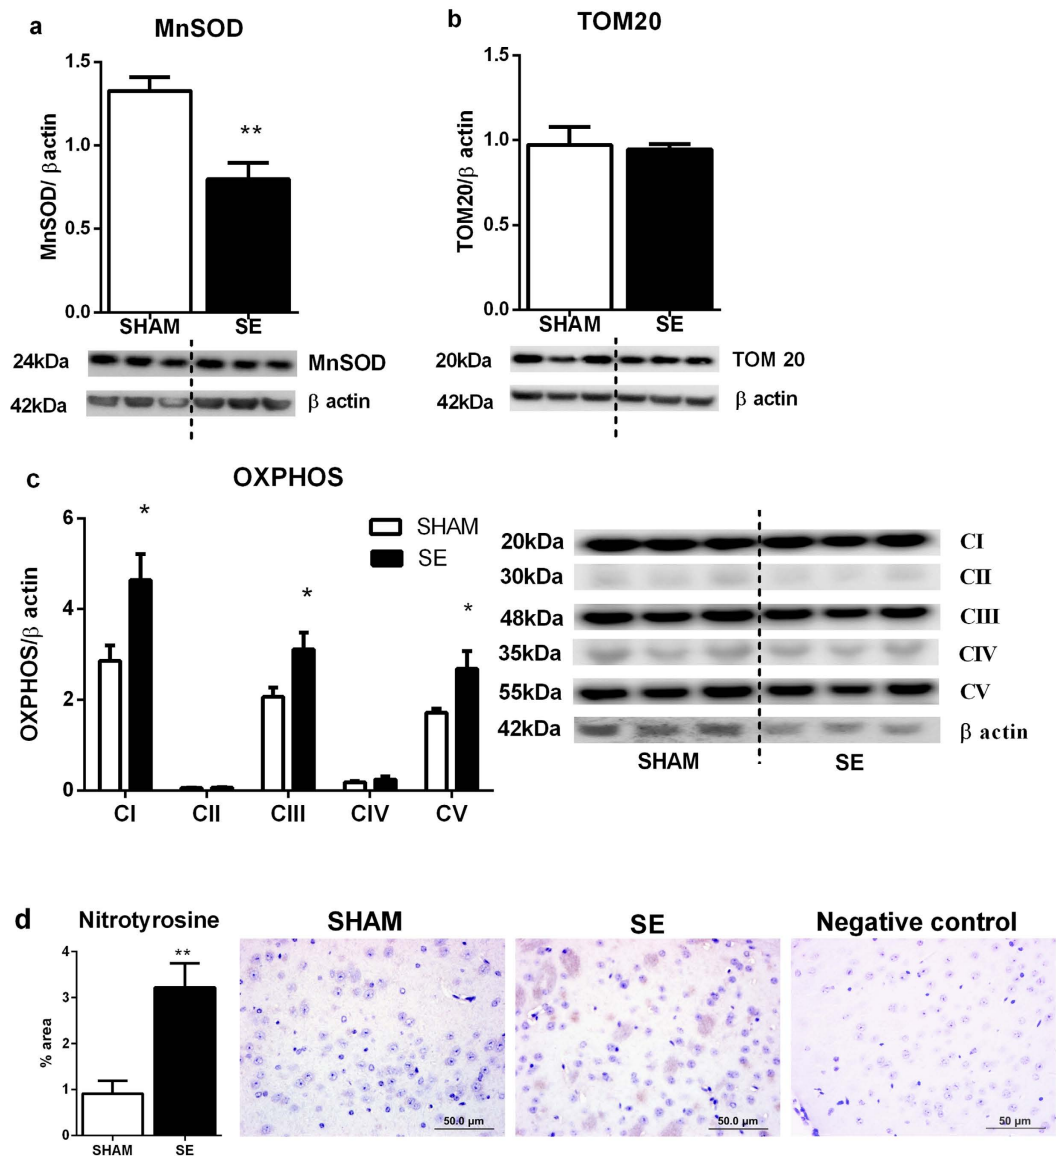 a
MnSOD
MnSOD/ βactin
1.5
1.0
0.5
0.0
**
SHAM
SE
24kDa
MnSOD
42kDa
β actin
b
TOM20
TOM20/β actin
1.5
1.0
0.5
0.0
SHAM
SE
20kDa
TOM 20
42kDa
β actin
c
OXPHOS
OXPHOS/β actin
6
4
2
0
*
*
*
SHAM
SE
CI
CII
CIII
CIV
CV
20kDa
CI
30kDa
CII
48kDa
CIII
35kDa
CIV
55kDa
CV
42kDa
β actin
SHAM
SE
d
Nitrotyrosine
% area
4
3
2
1
0
**
SHAM
SE
SHAM
50.0 µm
SE
50.0 µm
Negative control
50 µm